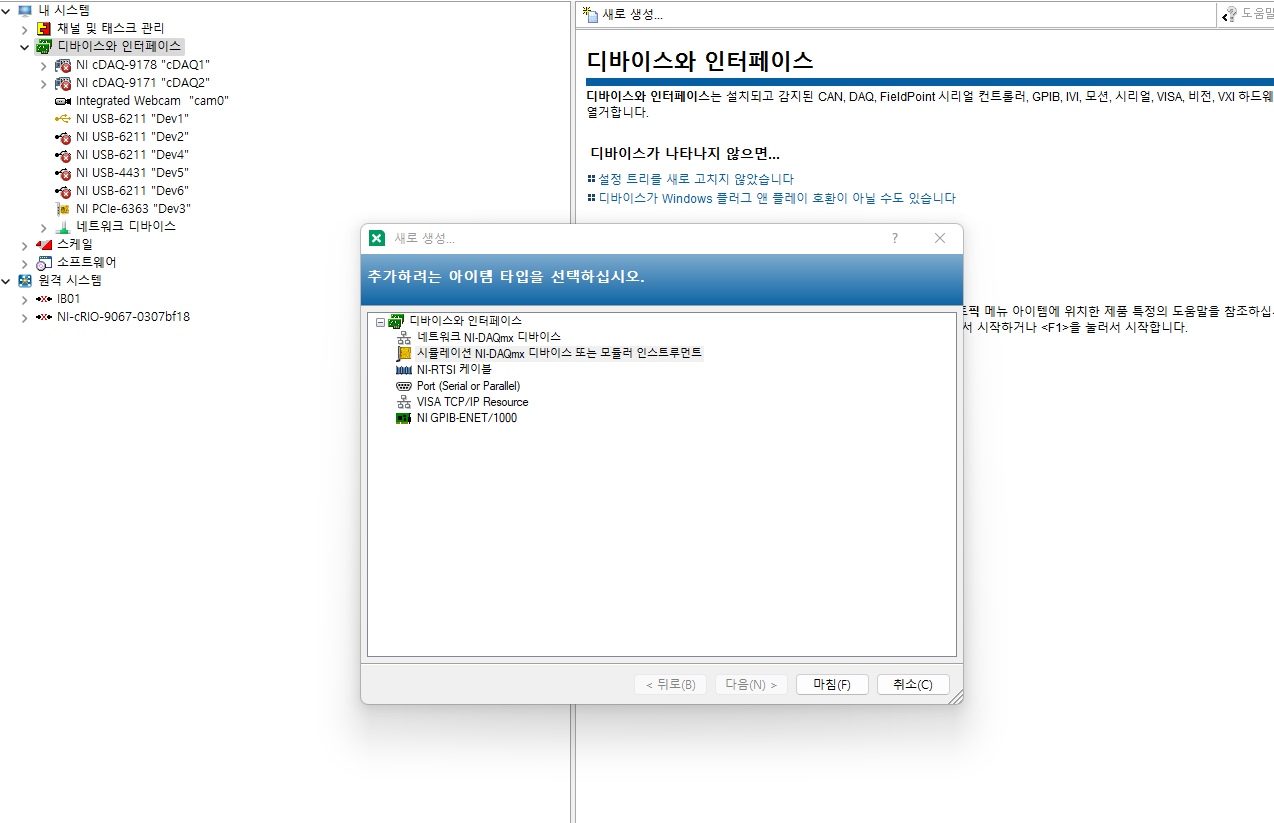 내 시스템
채널 및 태스크 관리
디바이스와 인터페이스
NI cDAQ-9178 "cDAQ1"
NI cDAQ-9171 "cDAQ2"
Integrated Webcam "cam0"
NI USB-6211 "Dev1"
NI USB-6211 "Dev2"
NI USB-6211 "Dev4"
NI USB-4431 "Dev5"
NI USB-6211 "Dev6"
NI PCIe-6363 "Dev3"
네트워크 디바이스
스케일
소프트웨어
원격 시스템
IB01
NI-cRIO-9067-0307bf18
새로 생성...
도움말
디바이스와 인터페이스
디바이스와 인터페이스는 설치되고 감지된 CAN, DAQ, FieldPoint 시리얼 컨트롤러, GPIB, IVI, 모션, 시리얼, VISA, 비전, VXI 하드웨
열거합니다.
디바이스가 나타나지 않으면...
설정 트리를 새로 고치지 않았습니다
디바이스가 Windows 플러그 앤 플레이 호환이 아닐 수도 있습니다
트픽 메뉴 아이템에 위치한 제품 특정의 도움말을 참조하십
서 시작하거나 <F1>을 눌러서 시작합니다.
새로 생성...
?
추가하려는 아이템 타입을 선택하십시오.
디바이스와 인터페이스
네트워크 NI-DAQmx 디바이스
시뮬레이션 NI-DAQmx 디바이스 또는 모듈러 인스트루먼트
NI-RTSI 케이블
Port (Serial or Parallel)
VISA TCP/IP Resource
NI GPIB-ENET/1000
< 뒤로(B)
다음(N) >
마침(F)
취소(C)